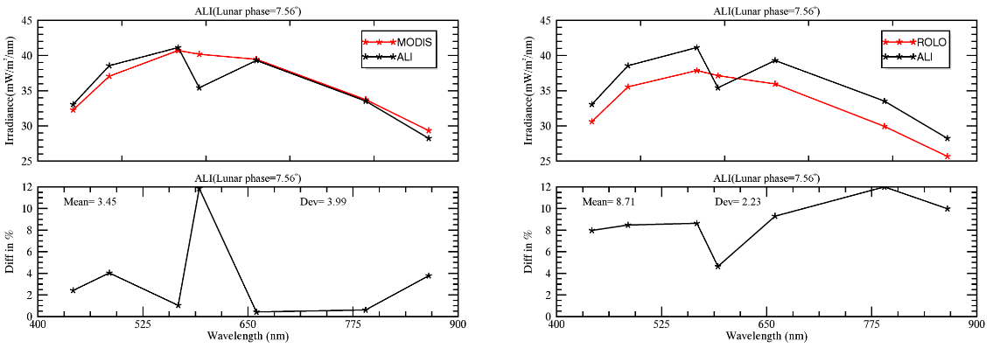 ALI(Lunar phase=7.56°)
45
40
35
30
25
Irradiance(mW/m²/nm)
MODIS
ALI
ALI(Lunar phase=7.56°)
12
10
8
6
4
2
0
Diff in %
Mean= 3.45
Dev= 3.99
400
525
650
775
900
Wavelength (nm)
ALI(Lunar phase=7.56°)
45
40
35
30
25
Irradiance(mW/m²/nm)
ROLO
ALI
ALI(Lunar phase=7.56°)
12
10
8
6
4
2
0
Diff in %
Mean= 8.71
Dev= 2.23
400
525
650
775
900
Wavelength (nm)